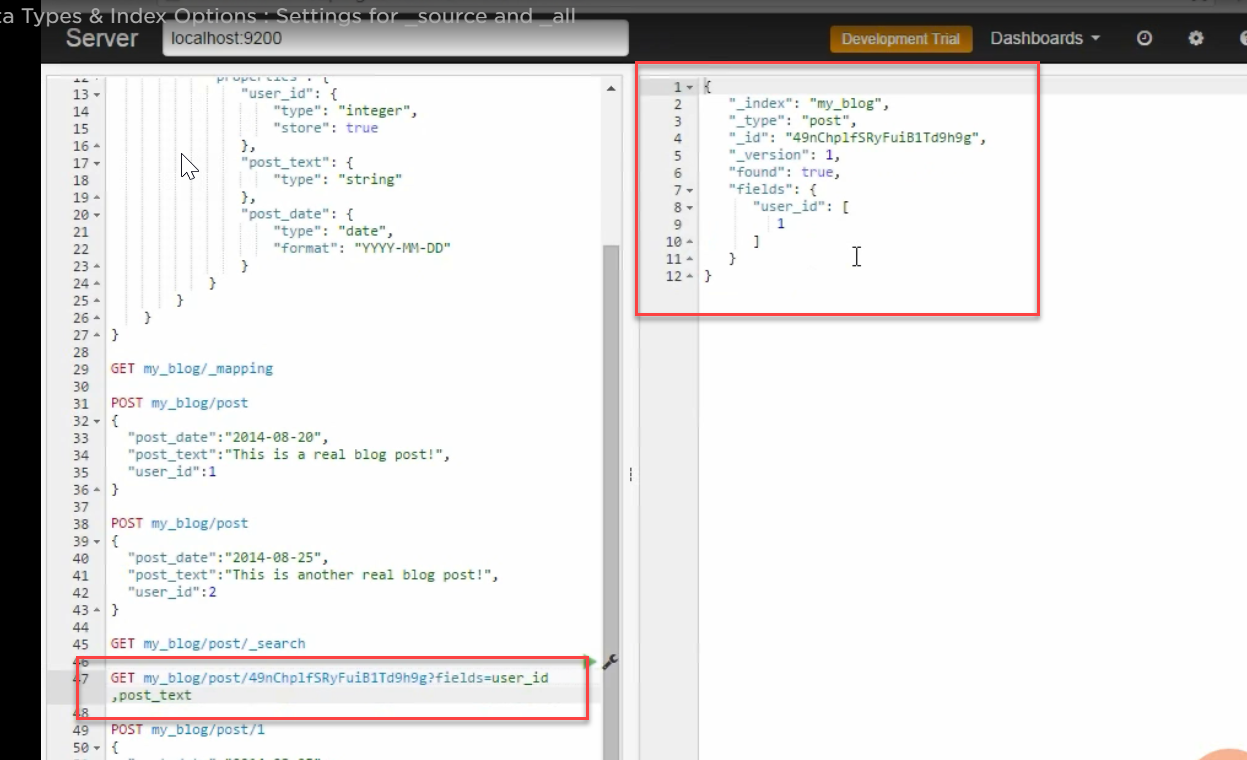 ta Types & Index Options : Settings for _source and _all
Server
localhost:9200
Development Trial
Dashboards
12
properties": {
13
"user_id": {
14
"type": "integer",
15
"store": true
16
},
17
"post_text": {
18
"type": "string"
19
},
20
"post_date": {
21
"type": "date",
22
"format": "YYYY-MM-DD"
23
}
24
}
25
}
26
}
27
}
28
29
GET my_blog/_mapping
30
31
POST my_blog/post
32
{
33
"post_date":"2014-08-20",
34
"post_text":"This is a real blog post!",
35
"user_id":1
36
}
37
38
POST my_blog/post
39
{
40
"post_date":"2014-08-25",
41
"post_text":"This is another real blog post!",
42
"user_id":2
43
}
44
45
GET my_blog/post/_search
46
47
GET my_blog/post/49nChplfSRyFuiB1Td9h9g?fields=user_id
,post_text
48
49
POST my_blog/post/1
50
{
1
{
2
"_index": "my_blog",
3
"_type": "post",
4
"_id": "49nChplfSRyFuiB1Td9h9g",
5
"_version": 1,
6
"found": true,
7
"fields": {
8
"user_id": [
9
1
10
]
11
}
12
}